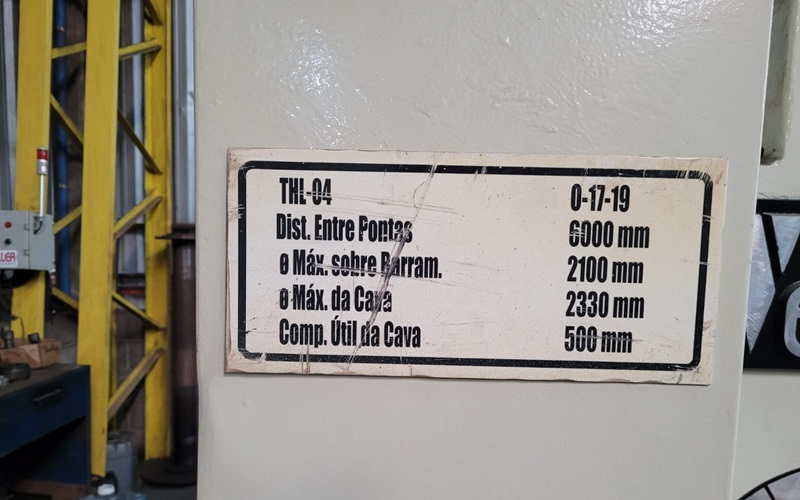 THL-04 0-17-19
Dist. Entre Pontas 6000 mm
ø Máx. sobre Barram. 2100 mm
ø Máx. da Cava 2330 mm
Comp. Útil da Cava 500 mm